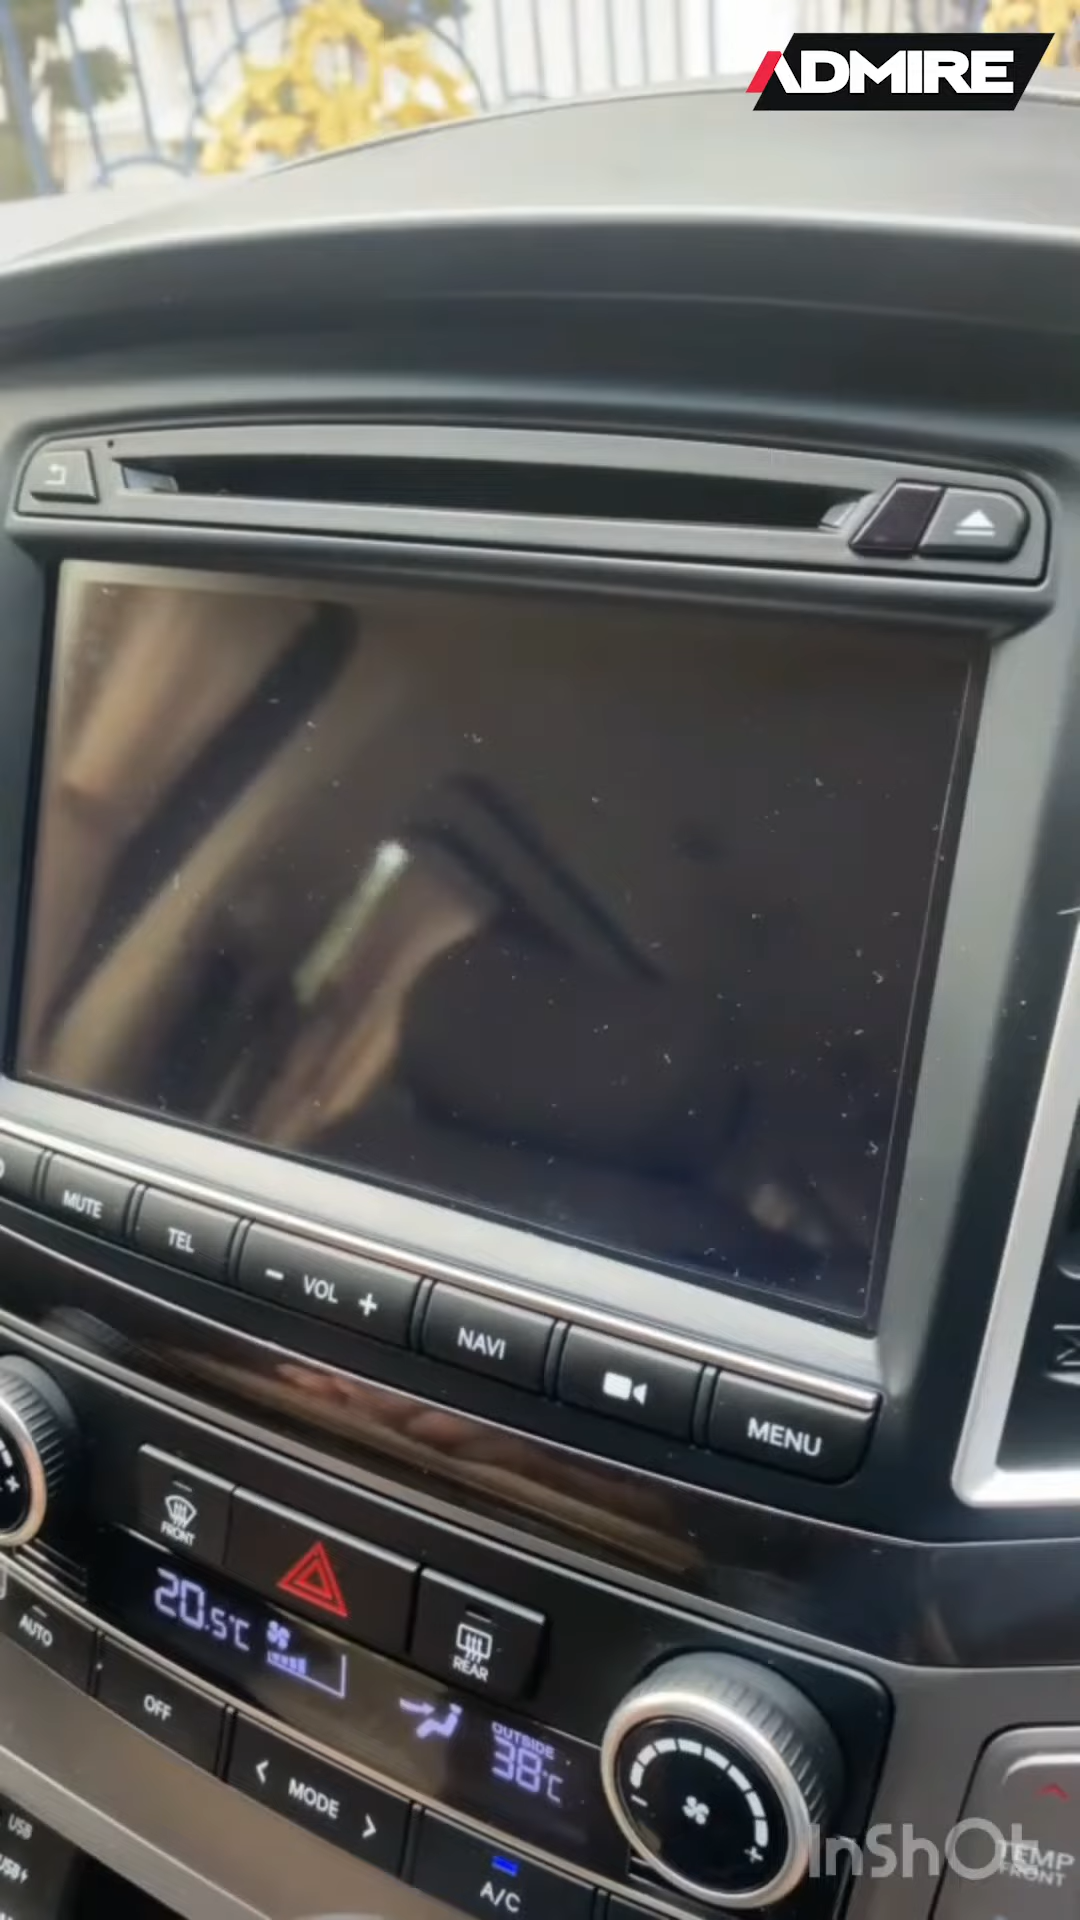 ADMIRE
MUTE
TEL
− VOL +
NAVI
MENU
FRONT
REAR
20.5°C
AUTO
OFF
OUTSIDE
38°C
< MODE >
A/C
USB
USB
TEMP
FRONT
InShOt